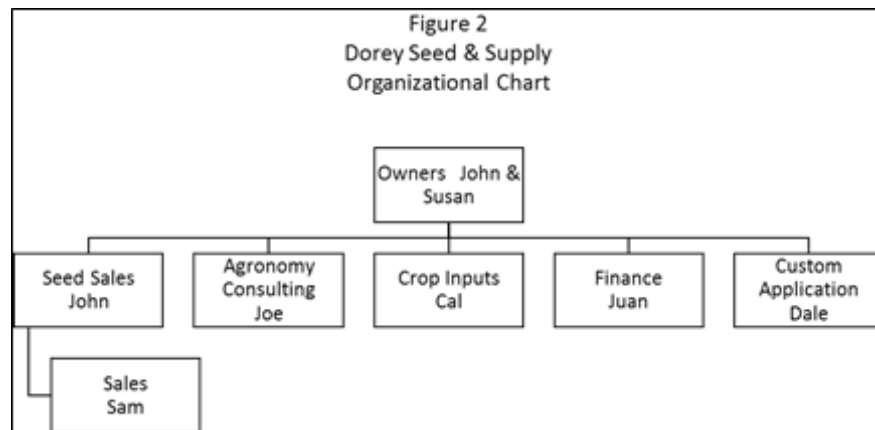 Figure 2
Dorey Seed & Supply
Organizational Chart
Owners John &
Susan
Seed Sales
John
Agronomy
Consulting
Joe
Crop Inputs
Cal
Finance
Juan
Custom
Application
Dale
Sales
Sam